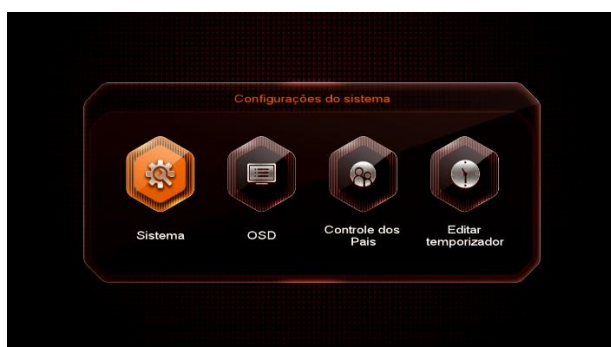 Configurações do sistema
Sistema
OSD
Controle dos
Pais
Editar
temporizador